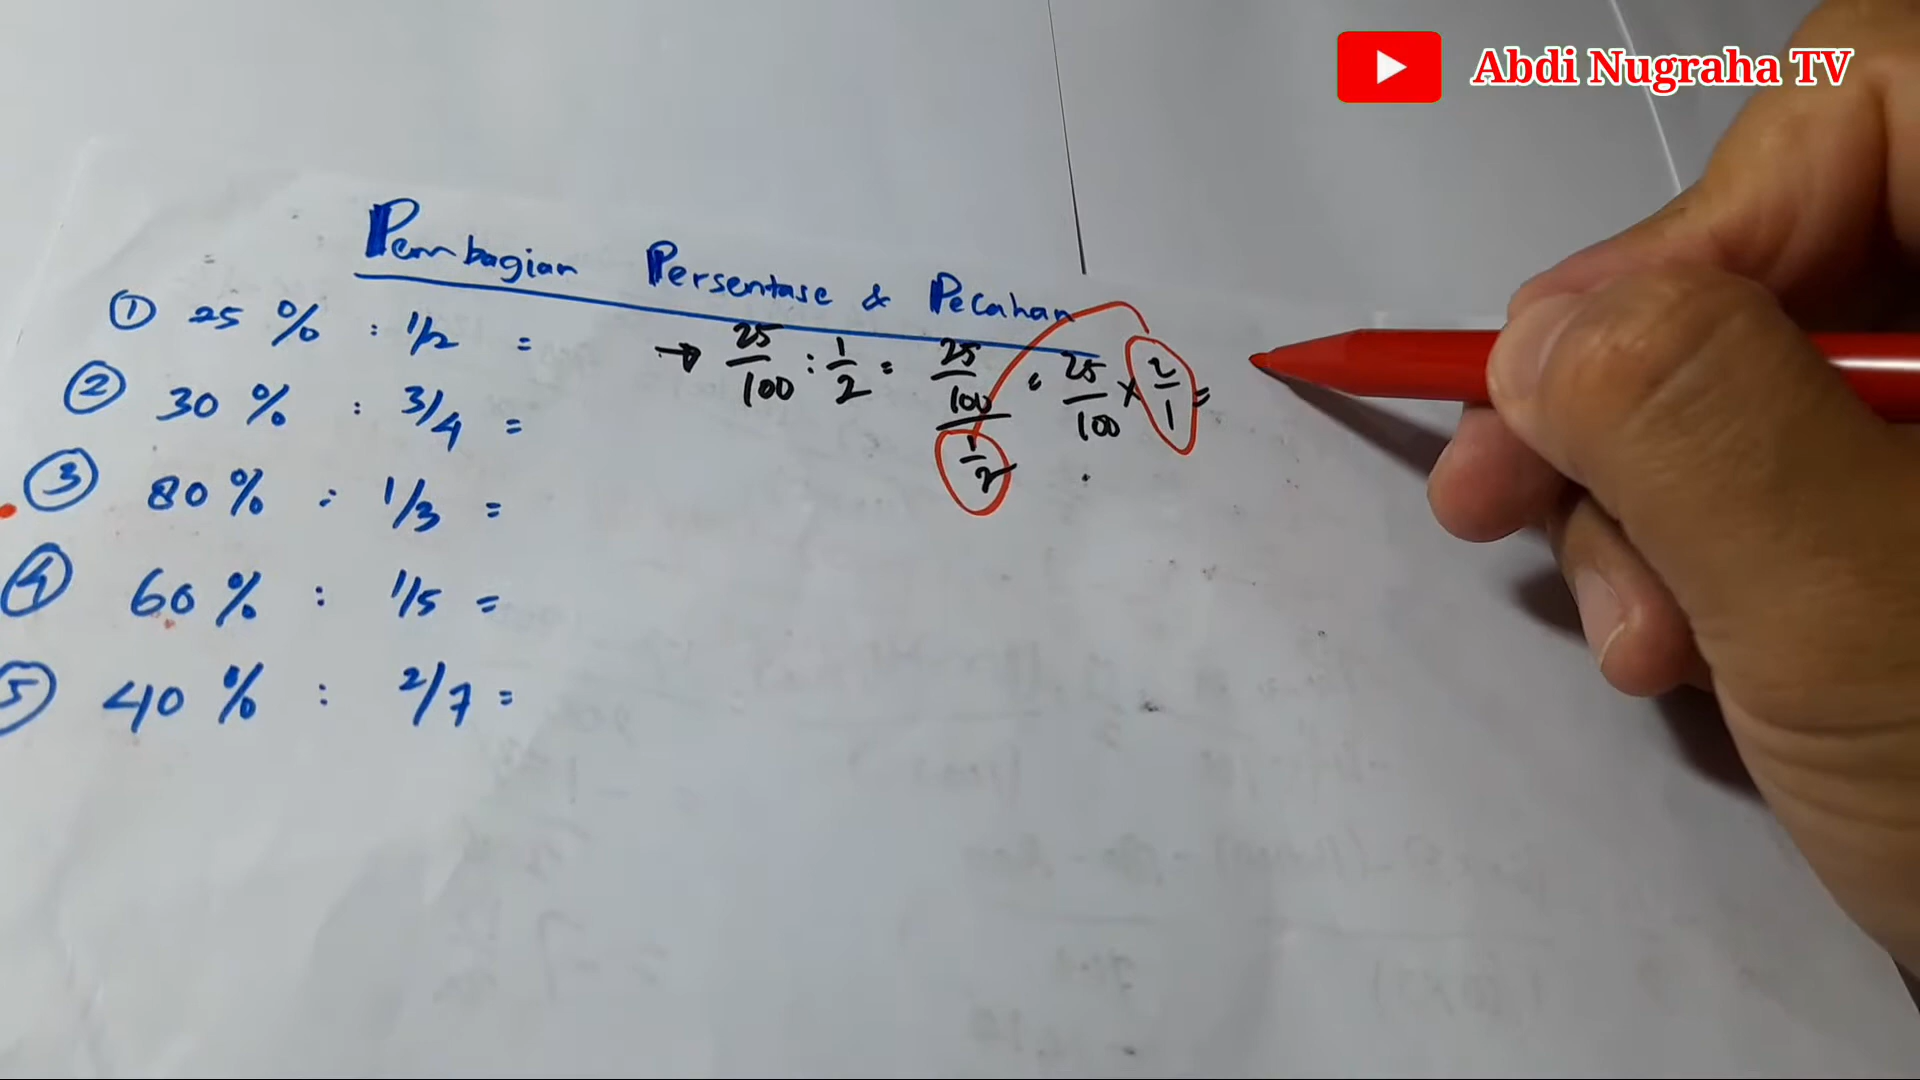 Abdi Nugraha TV
Pembagian Persentase & Pecahan
① 25 % : 1/2 =
→ 25/100 : 1/2 = 25/100 / 1/2 = 25/100 × 2/1 =
② 30 % : 3/4 =
③ 80 % : 1/3 =
④ 60 % : 1/5 =
⑤ 40 % : 2/7 =